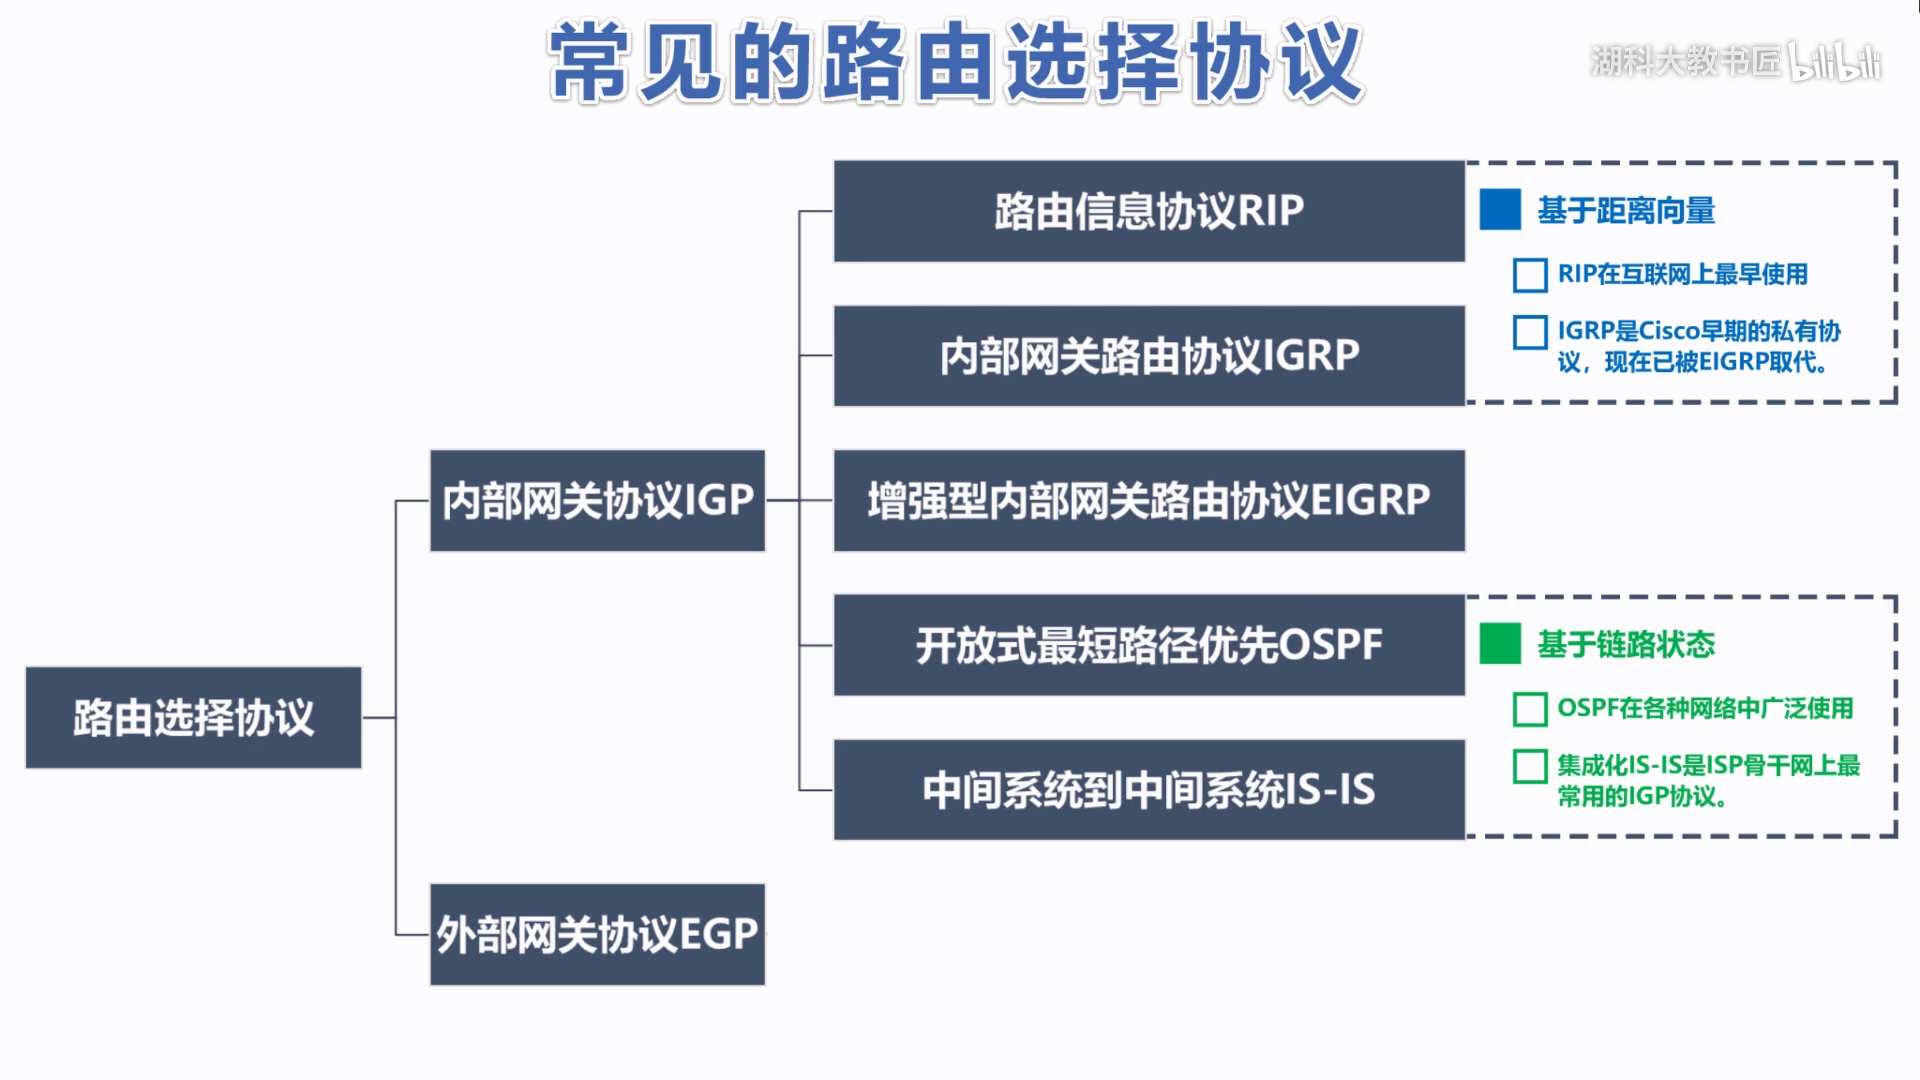 常见的路由选择协议
湖科大教书匠 bilibili
路由信息协议RIP
基于距离向量
RIP在互联网上最早使用
IGRP是Cisco早期的私有协
议，现在已被EIGRP取代。
内部网关路由协议IGRP
内部网关协议IGP
增强型内部网关路由协议EIGRP
开放式最短路径优先OSPF
基于链路状态
OSPF在各种网络中广泛使用
集成化IS-IS是ISP骨干网上最
常用的IGP协议。
路由选择协议
中间系统到中间系统IS-IS
外部网关协议EGP